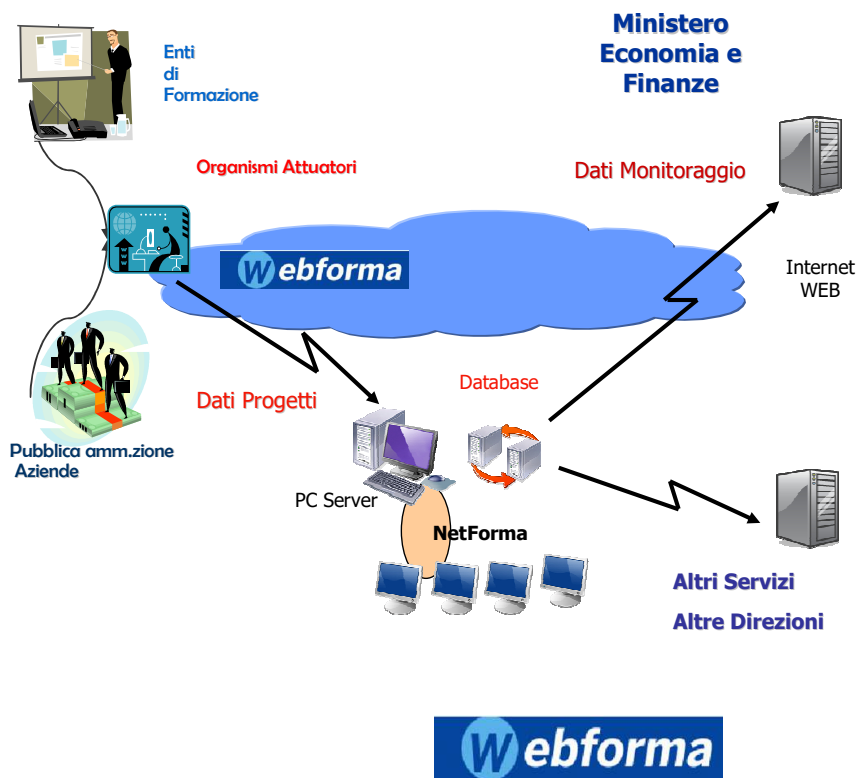 Enti
di
Formazione
Ministero
Economia e
Finanze
Organismi Attuatori
Dati Monitoraggio
Webforma
Internet
WEB
Dati Progetti
Database
Pubblica amm.zione
Aziende
PC Server
NetForma
Altri Servizi
Altre Direzioni
Webforma